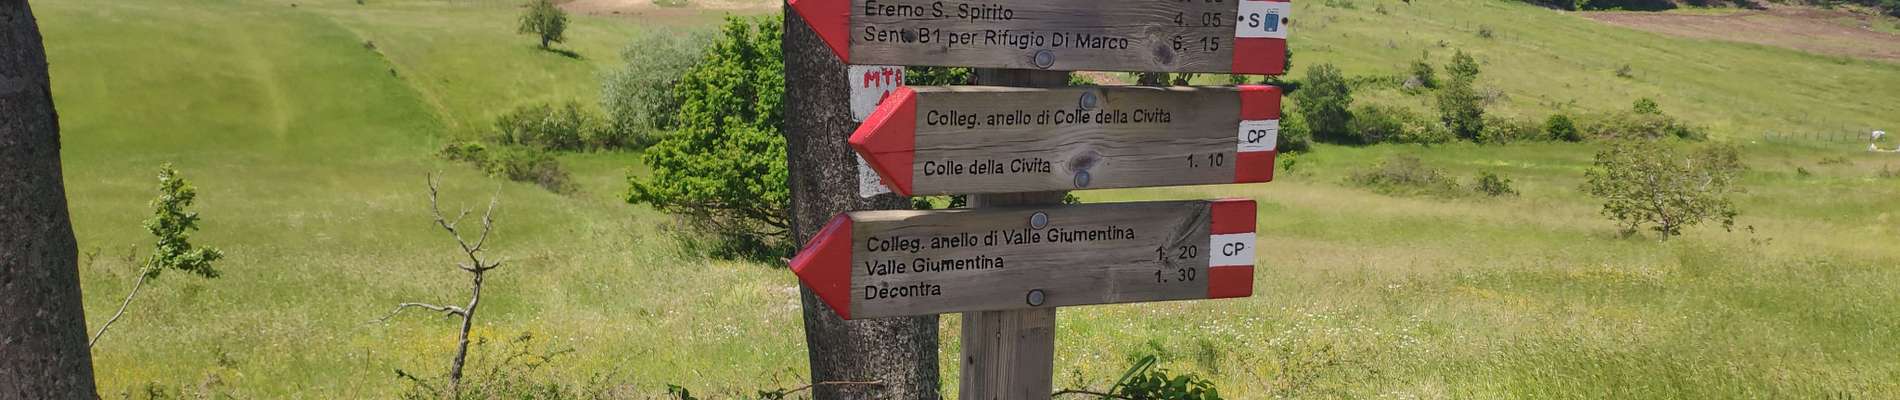 Eremo S. Spirito 4. 05
Sent. B1 per Rifugio Di Marco 6. 15
S
MTB
Colleg. anello di Colle della Civita
Colle della Civita 1. 10
CP
Colleg. anello di Valle Giumentina
Valle Giumentina 1. 20
Decontra 1. 30
CP